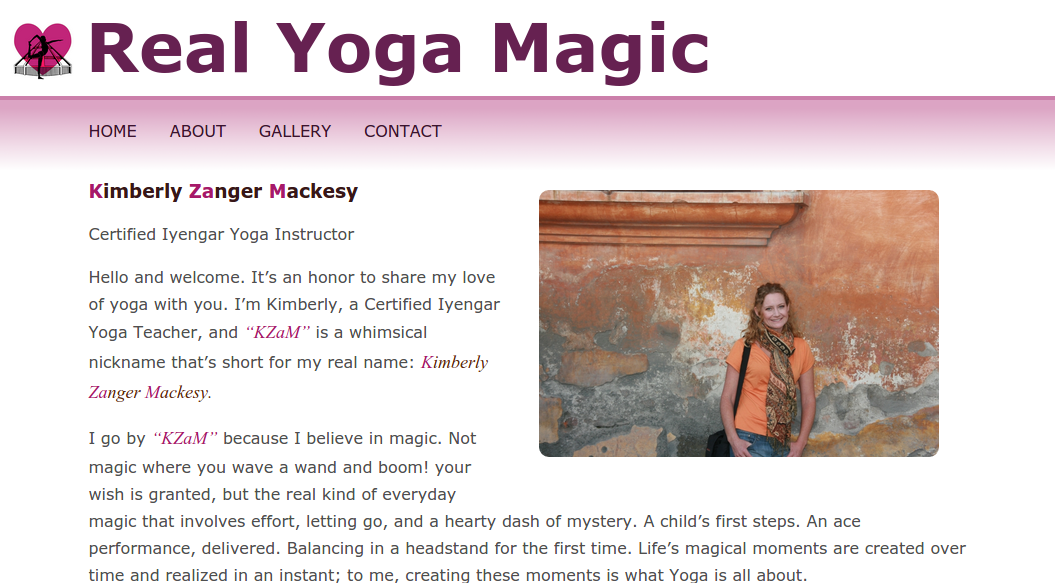 Real Yoga Magic
HOME ABOUT GALLERY CONTACT
Kimberly Zanger Mackesy
Certified Iyengar Yoga Instructor
Hello and welcome. It’s an honor to share my love
of yoga with you. I’m Kimberly, a Certified Iyengar
Yoga Teacher, and “KZaM” is a whimsical
nickname that’s short for my real name: Kimberly
Zanger Mackesy.
I go by “KZaM” because I believe in magic. Not
magic where you wave a wand and boom! your
wish is granted, but the real kind of everyday
magic that involves effort, letting go, and a hearty dash of mystery. A child’s first steps. An ace
performance, delivered. Balancing in a headstand for the first time. Life’s magical moments are created over
time and realized in an instant; to me, creating these moments is what Yoga is all about.